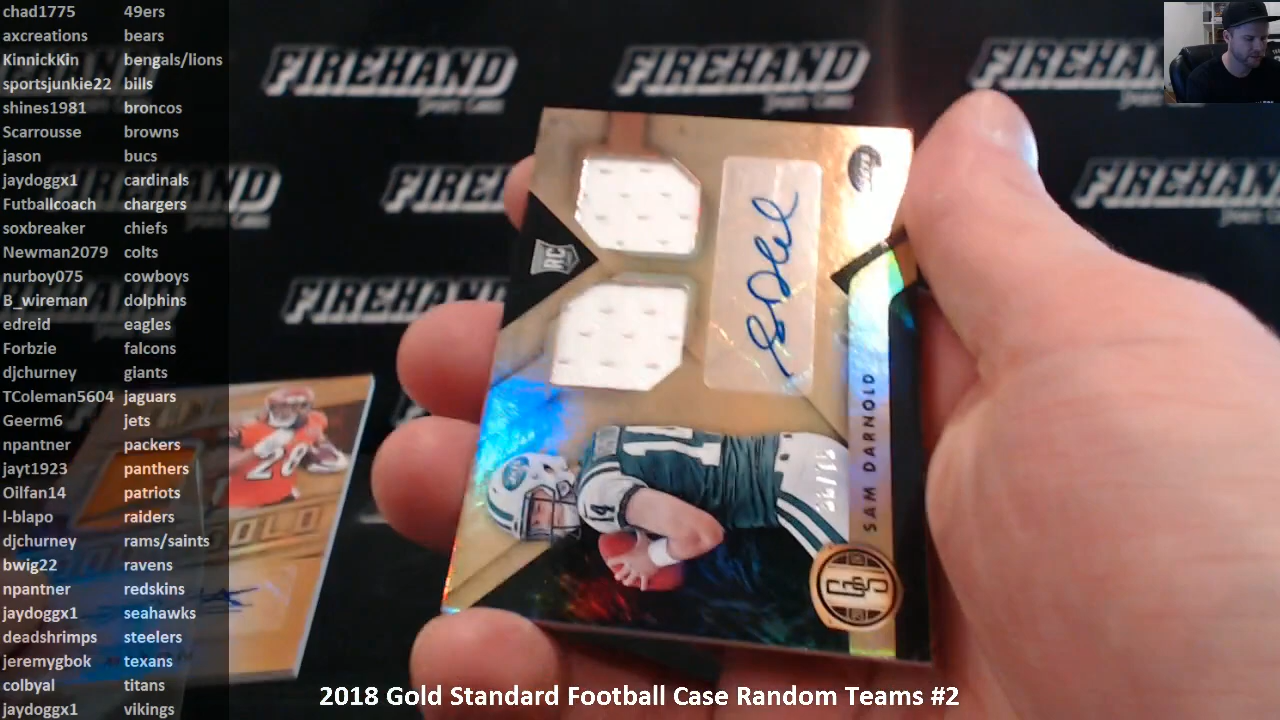 chad1775 49ers
axcreations bears
KinnickKin bengals/lions
sportsjunkie22 bills
shines1981 broncos
Scarrousse browns
jason bucs
jaydoggx1 cardinals
Futballcoach chargers
soxbreaker chiefs
Newman2079 colts
nurboy075 cowboys
B_wireman dolphins
edreid eagles
Forbzie falcons
djchurney giants
TColeman5604 jaguars
Geerm6 jets
npantner packers
jayt1923 panthers
Oilfan14 patriots
l-blapo raiders
djchurney rams/saints
bwig22 ravens
npantner redskins
jaydoggx1 seahawks
deadshrimps steelers
jeremygbok texans
colbyal titans
jaydoggx1 vikings
FIREHAND
FIREHAND
FIREHAND
FIREHAND
FIREHAND
FIREHAND
RC
SAM DARNOLD
14
14
GS
28
2018 Gold Standard Football Case Random Teams #2